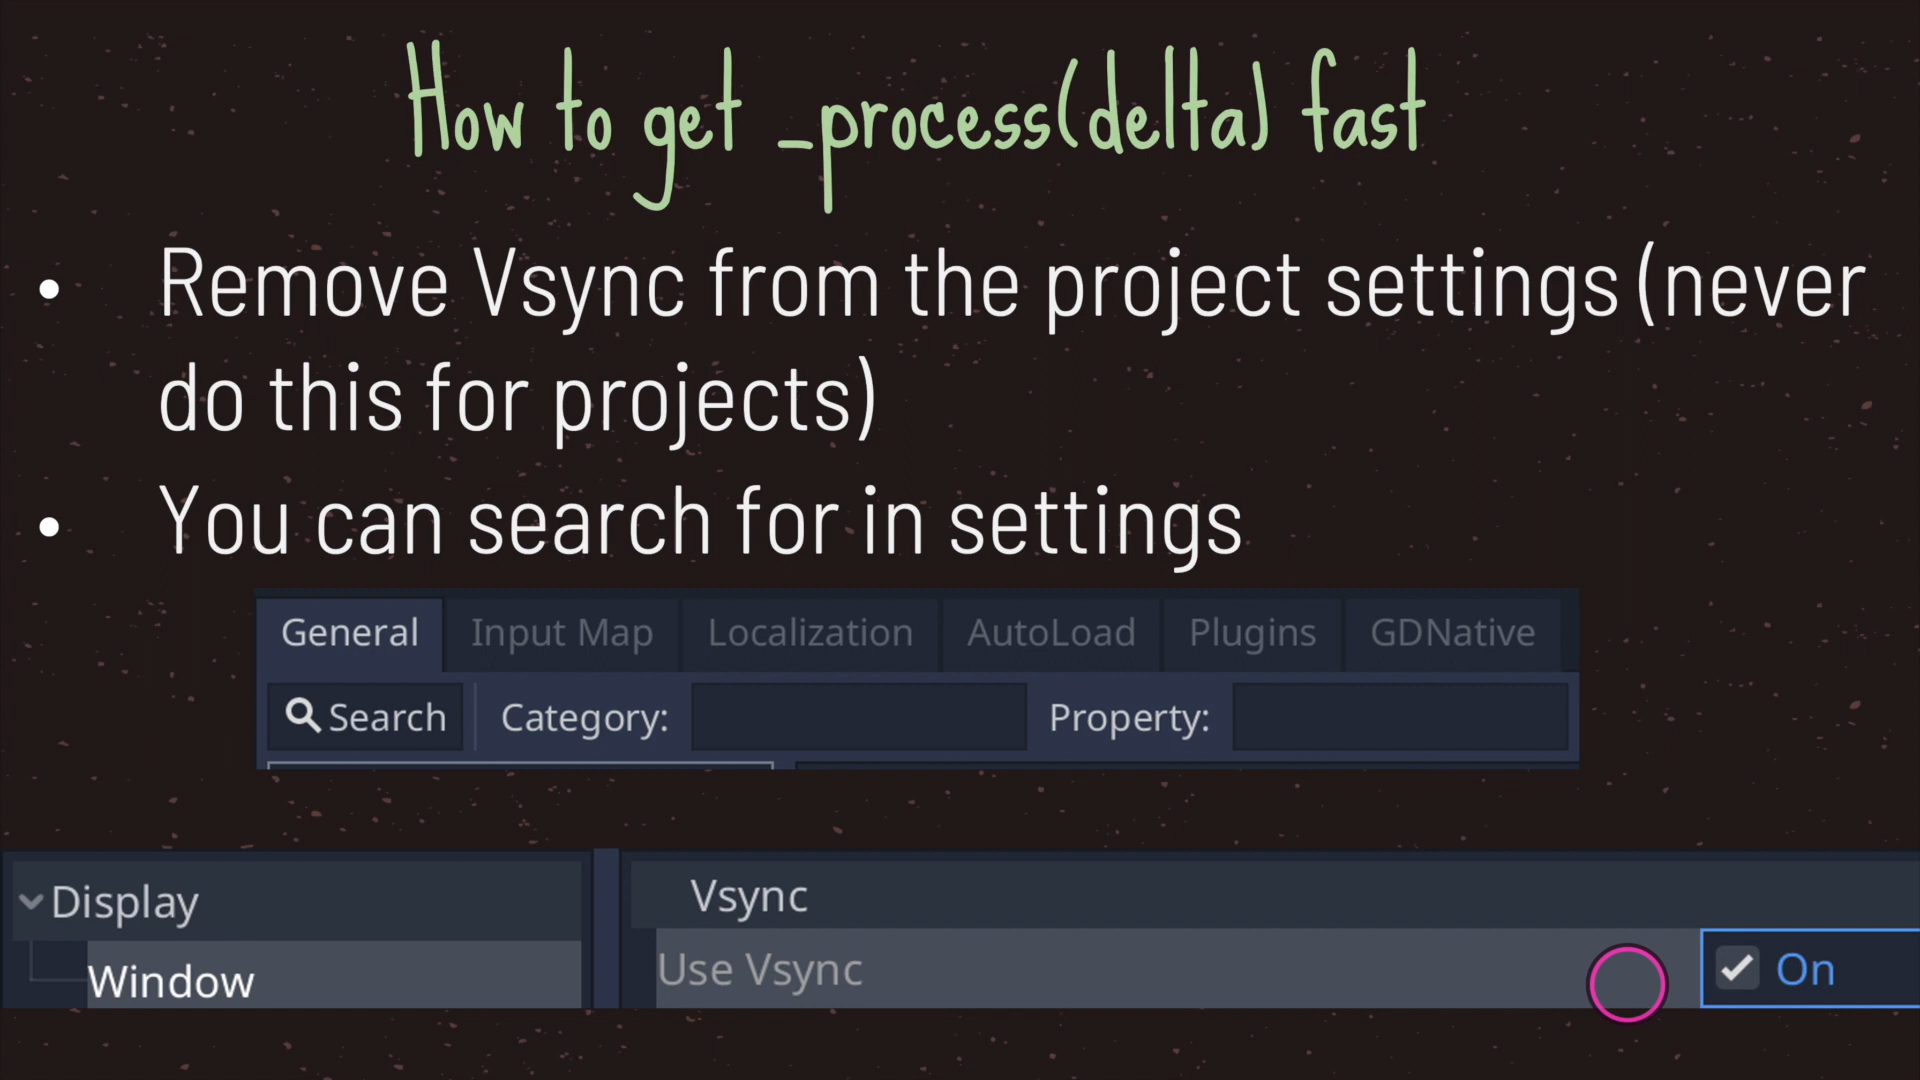 How to get _process(delta) fast
• Remove Vsync from the project settings (never
do this for projects)
• You can search for in settings
General Input Map Localization AutoLoad Plugins GDNative
Search Category: Property:
Display
Vsync
Window
Use Vsync On